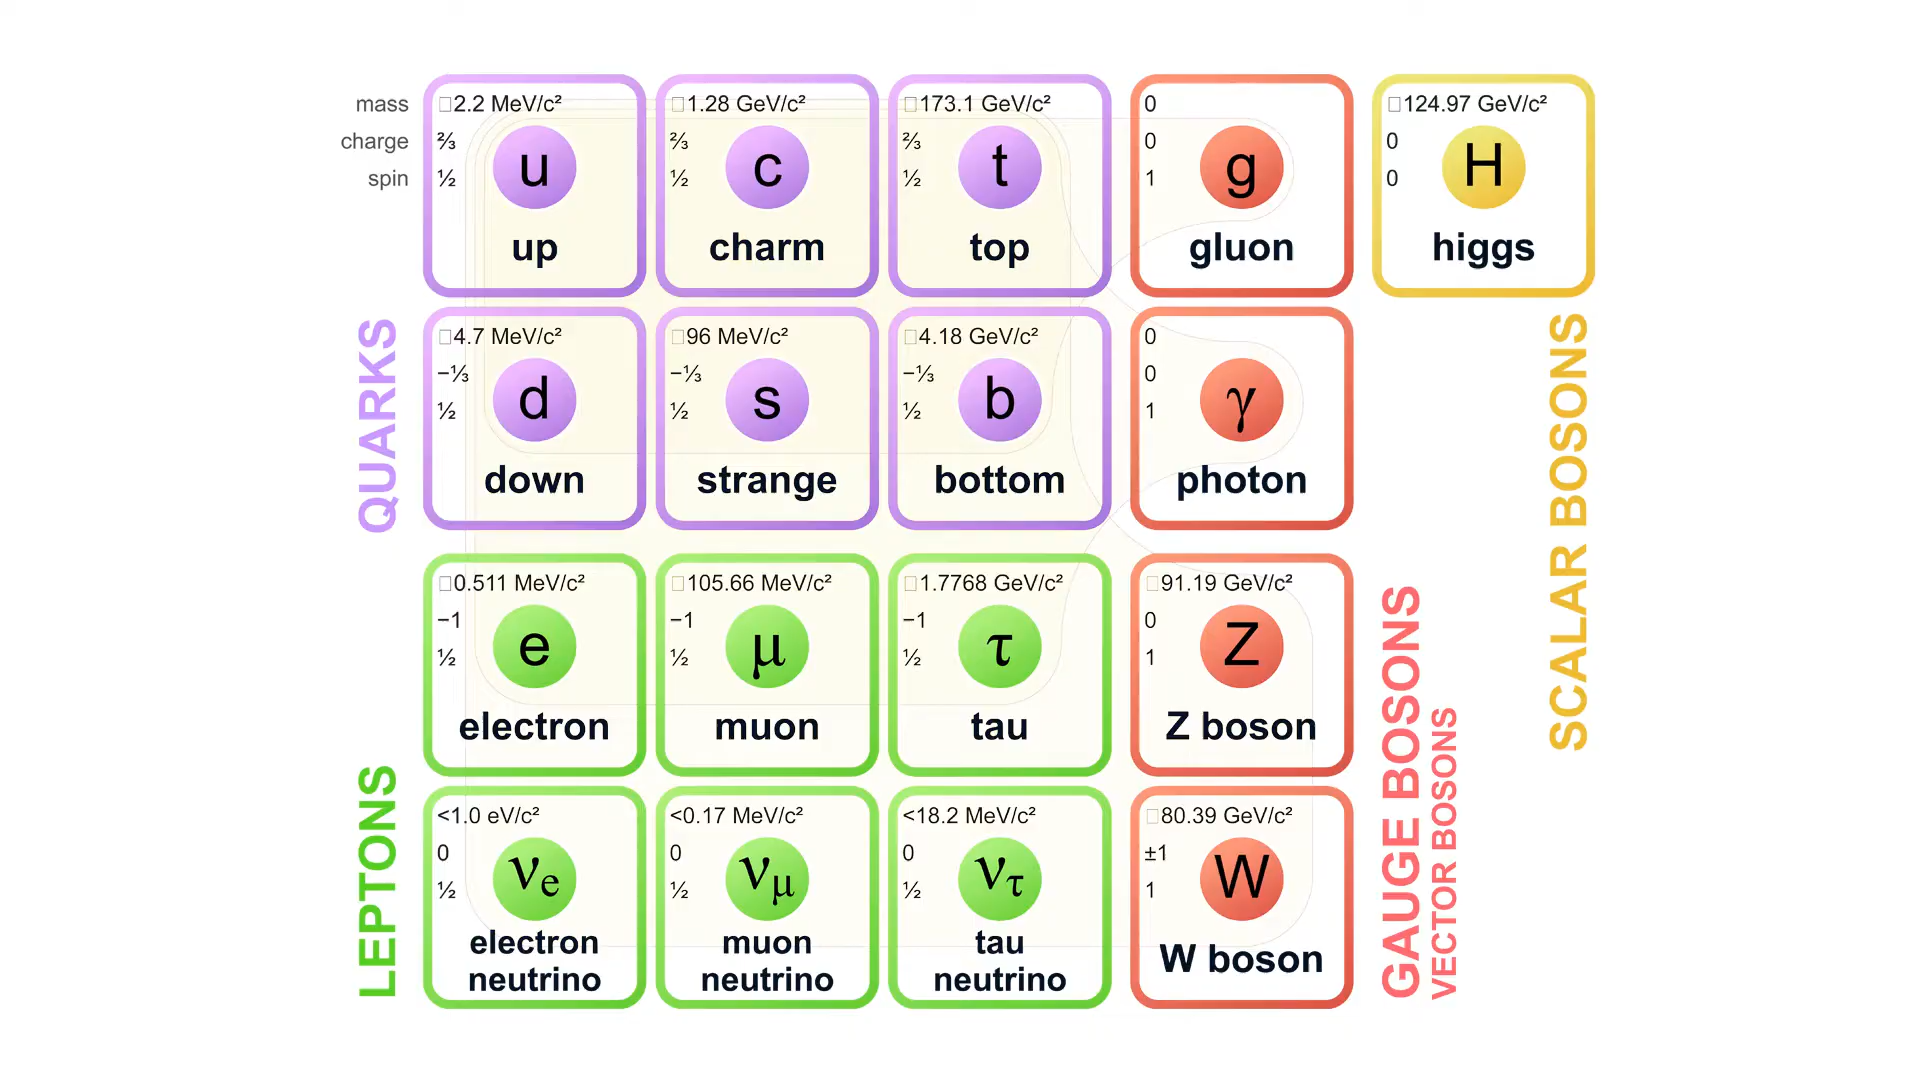 mass
charge
spin
2.2 MeV/c²
⅔
½
u
up
1.28 GeV/c²
⅔
½
c
charm
173.1 GeV/c²
⅔
½
t
top
0
0
1
g
gluon
124.97 GeV/c²
0
0
H
higgs
QUARKS
4.7 MeV/c²
−⅓
½
d
down
96 MeV/c²
−⅓
½
s
strange
4.18 GeV/c²
−⅓
½
b
bottom
0
0
1
γ
photon
SCALAR BOSONS
LEPTONS
0.511 MeV/c²
−1
½
e
electron
105.66 MeV/c²
−1
½
μ
muon
1.7768 GeV/c²
−1
½
τ
tau
91.19 GeV/c²
0
1
Z
Z boson
GAUGE BOSONS
VECTOR BOSONS
<1.0 eV/c²
0
½
νe
electron
neutrino
<0.17 MeV/c²
0
½
νμ
muon
neutrino
<18.2 MeV/c²
0
½
ντ
tau
neutrino
80.39 GeV/c²
±1
1
W
W boson